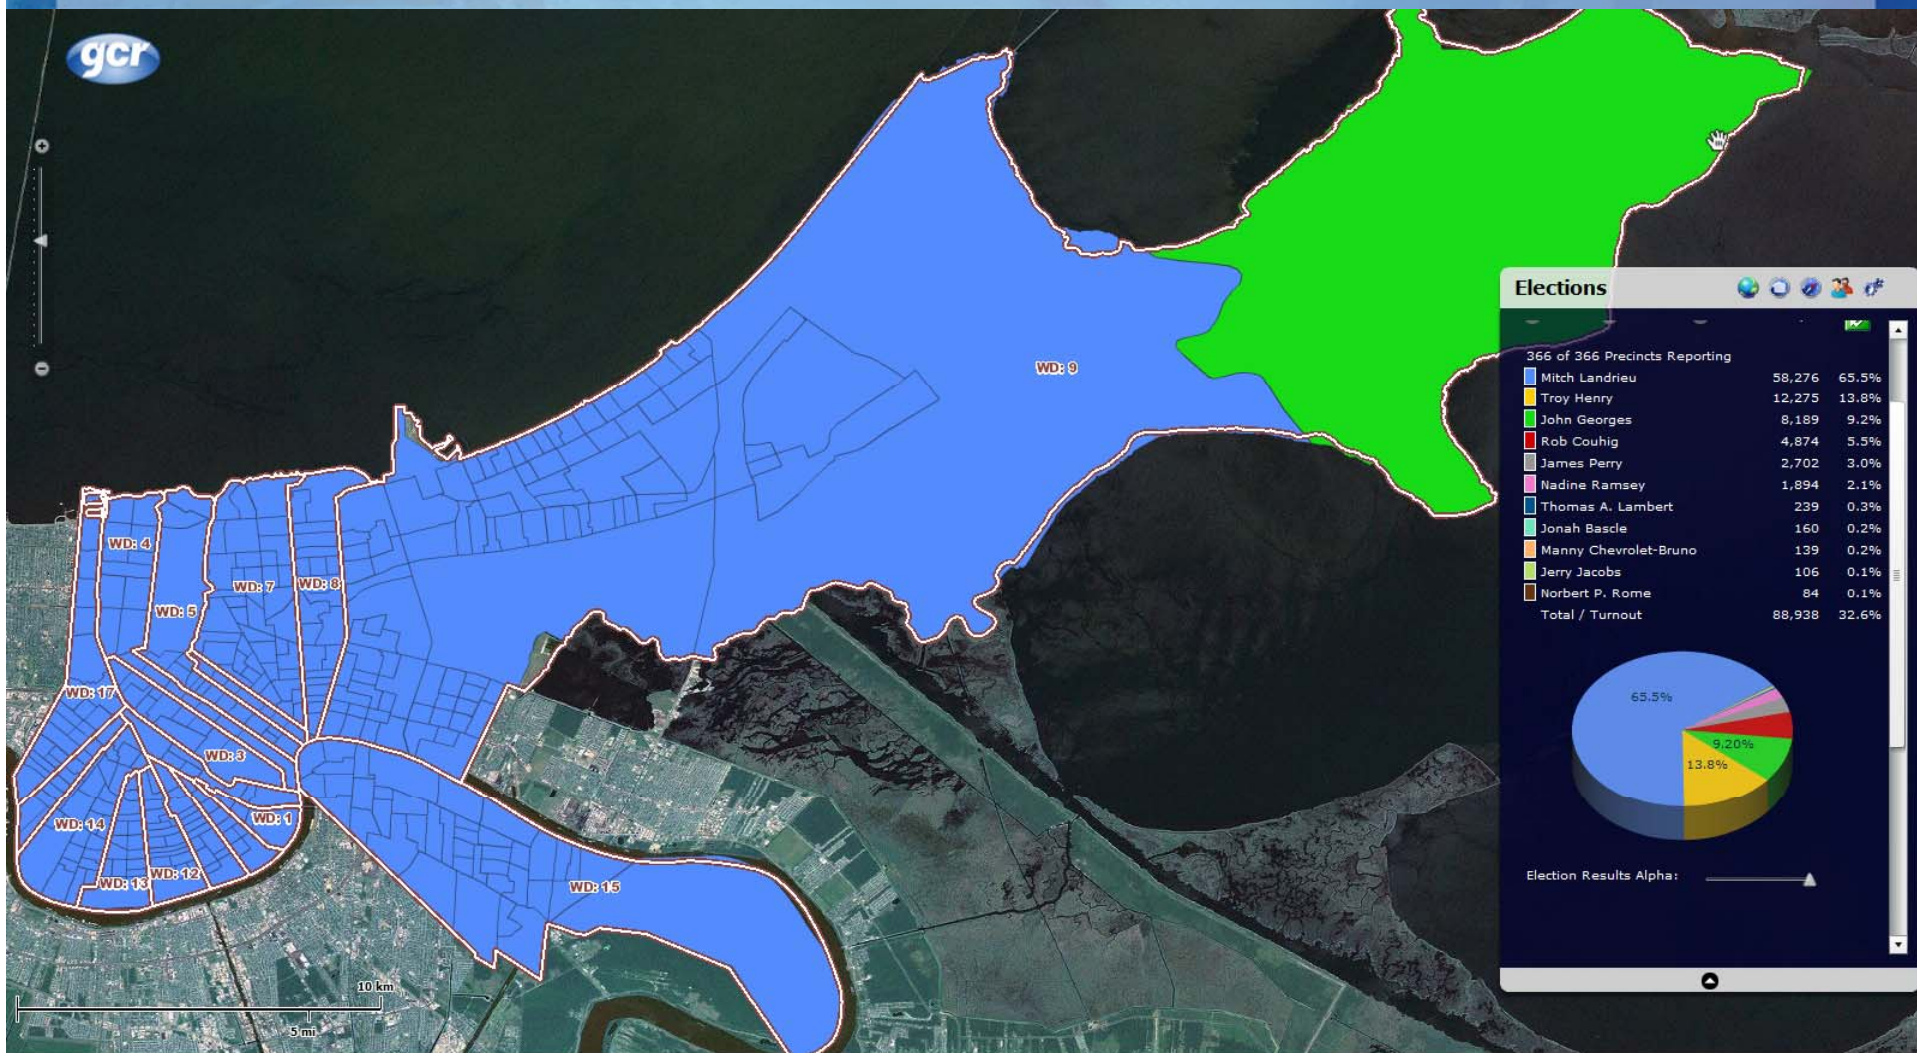 gcr
WD: 9
WD: 4
WD: 5
WD: 7
WD: 8
WD: 17
WD: 3
WD: 14
WD: 1
WD: 13
WD: 12
WD: 15
10 km
5 mi
Elections
366 of 366 Precincts Reporting
Mitch Landrieu 58,276 65.5%
Troy Henry 12,275 13.8%
John Georges 8,189 9.2%
Rob Couhig 4,874 5.5%
James Perry 2,702 3.0%
Nadine Ramsey 1,894 2.1%
Thomas A. Lambert 239 0.3%
Jonah Bascle 160 0.2%
Manny Chevrolet-Bruno 139 0.2%
Jerry Jacobs 106 0.1%
Norbert P. Rome 84 0.1%
Total / Turnout 88,938 32.6%
65.5%
9.20%
13.8%
Election Results Alpha: